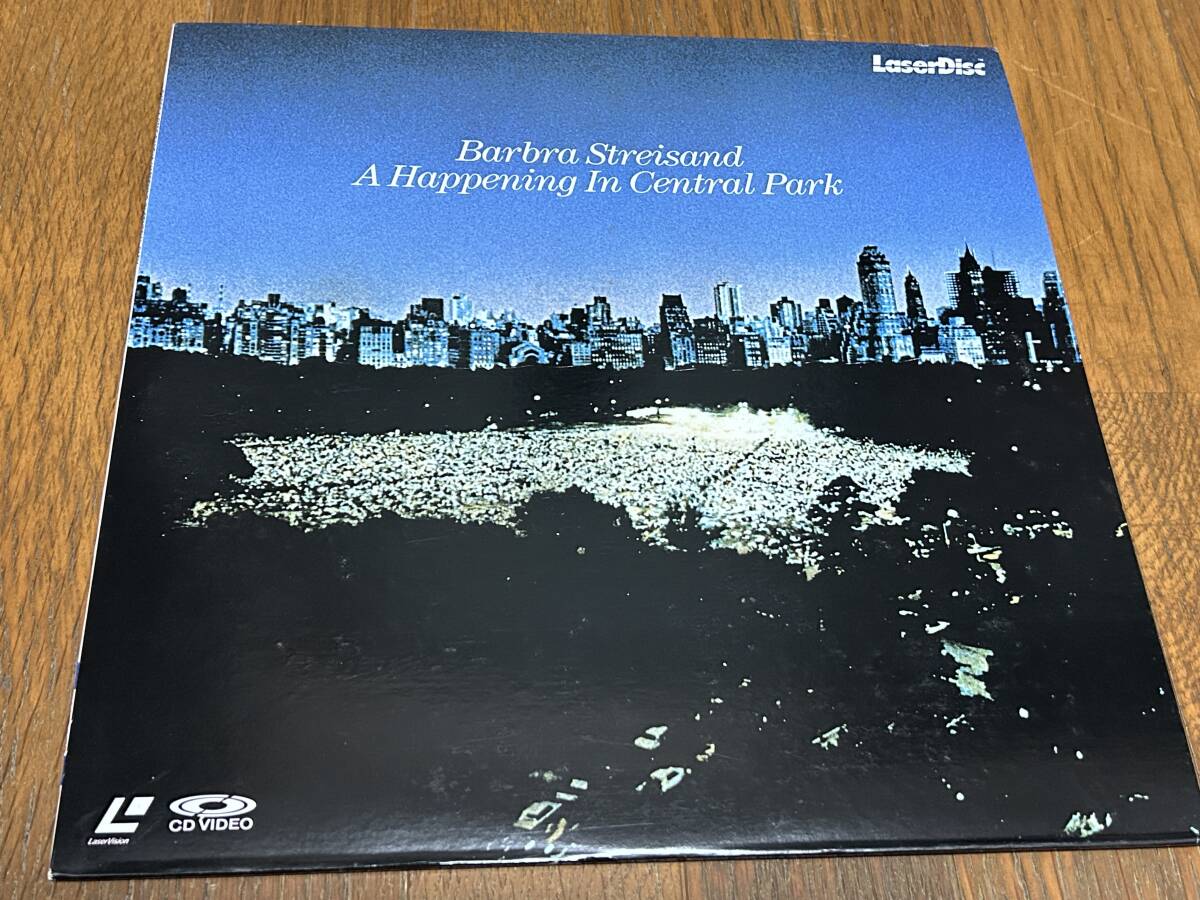 LaserDisc
Barbra Streisand
A Happening In Central Park
LaserVision
CD VIDEO